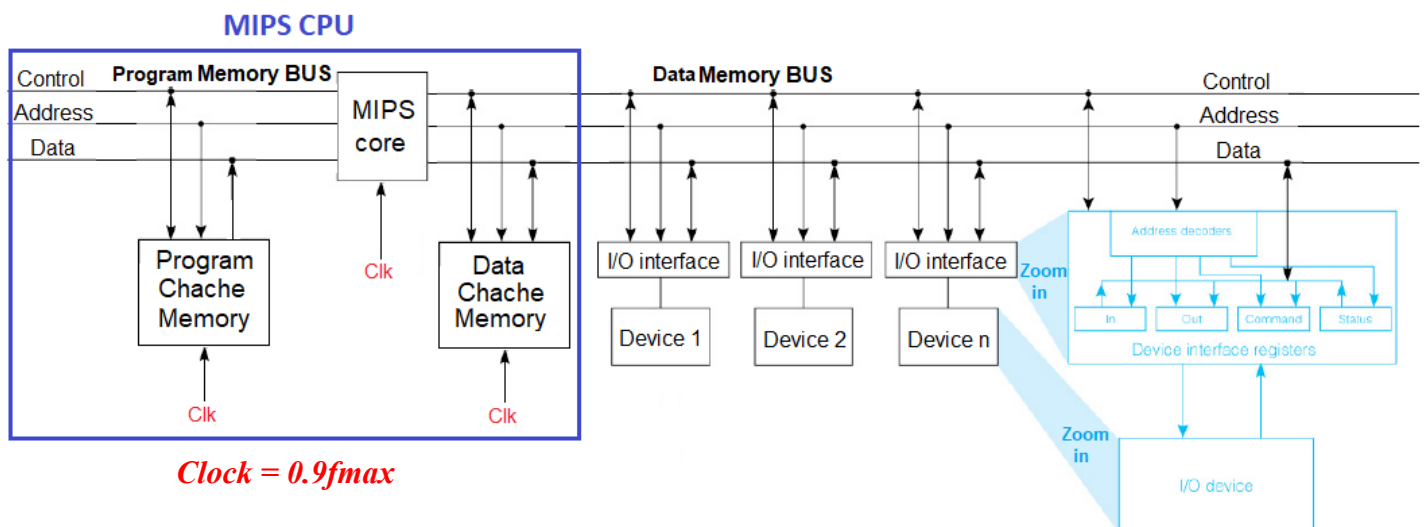 MIPS CPU
Program Memory BUS
Data Memory BUS
Control
Address
Data
MIPS
core
Control
Address
Data
Clk
Program
Chache
Memory
Data
Chache
Memory
I/O interface
I/O interface
I/O interface
Device 1
Device 2
Device n
Zoom
in
Address decoders
In
Out
Command
Status
Device interface registers
Clk
Clk
Clock = 0.9fmax
Zoom
in
I/O device